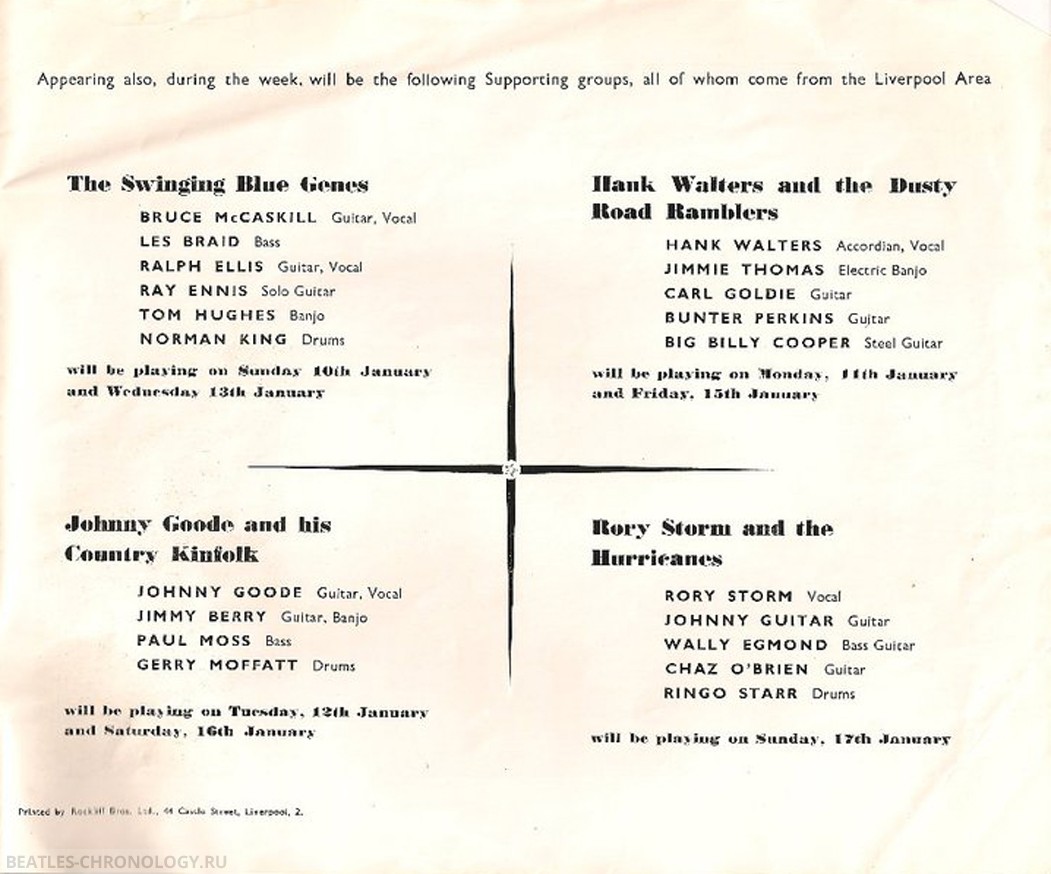 Appearing also, during the week, will be the following Supporting groups, all of whom come from the Liverpool Area
The Swinging Blue Genes
BRUCE McCASKILL Guitar, Vocal
LES BRAID Bass
RALPH ELLIS Guitar, Vocal
RAY ENNIS Solo Guitar
TOM HUGHES Banjo
NORMAN KING Drums
will be playing on Sunday 10th January
and Wednesday 13th January
Hank Walters and the Dusty
Road Ramblers
HANK WALTERS Accordian, Vocal
JIMMIE THOMAS Electric Banjo
CARL GOLDIE Guitar
BUNTER PERKINS Guitar
BIG BILLY COOPER Steel Guitar
will be playing on Monday, 11th January
and Friday, 15th January
Johnny Goode and his
Country Kinfolk
JOHNNY GOODE Guitar, Vocal
JIMMY BERRY Guitar, Banjo
PAUL MOSS Bass
GERRY MOFFATT Drums
will be playing on Tuesday, 12th January
and Saturday, 16th January
Rory Storm and the
Hurricanes
RORY STORM Vocal
JOHNNY GUITAR Guitar
WALLY EGMOND Bass Guitar
CHAZ O'BRIEN Guitar
RINGO STARR Drums
will be playing on Sunday, 17th January
Printed by Rockliff Bros. Ltd., 44 Castle Street, Liverpool, 2.
BEATLES-CHRONOLOGY.RU